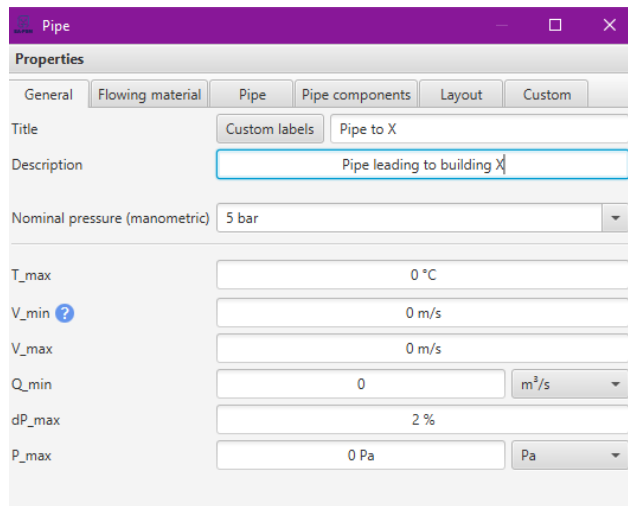 Pipe
Properties
General Flowing material Pipe Pipe components Layout Custom
Title Custom labels Pipe to X
Description Pipe leading to building X
Nominal pressure (manometric) 5 bar
T_max 0 °C
V_min ? 0 m/s
V_max 0 m/s
Q_min 0 m³/s
dP_max 2 %
P_max 0 Pa Pa